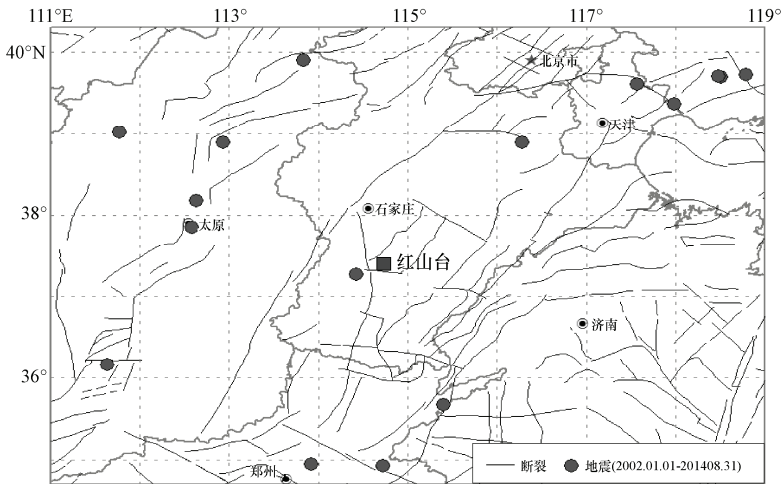 111°E 113° 115° 117° 119°
40°N
北京市
天津
38°
石家庄
太原
红山台
济南
36°
断裂 地震(2002.01.01-201408.31)
郑州